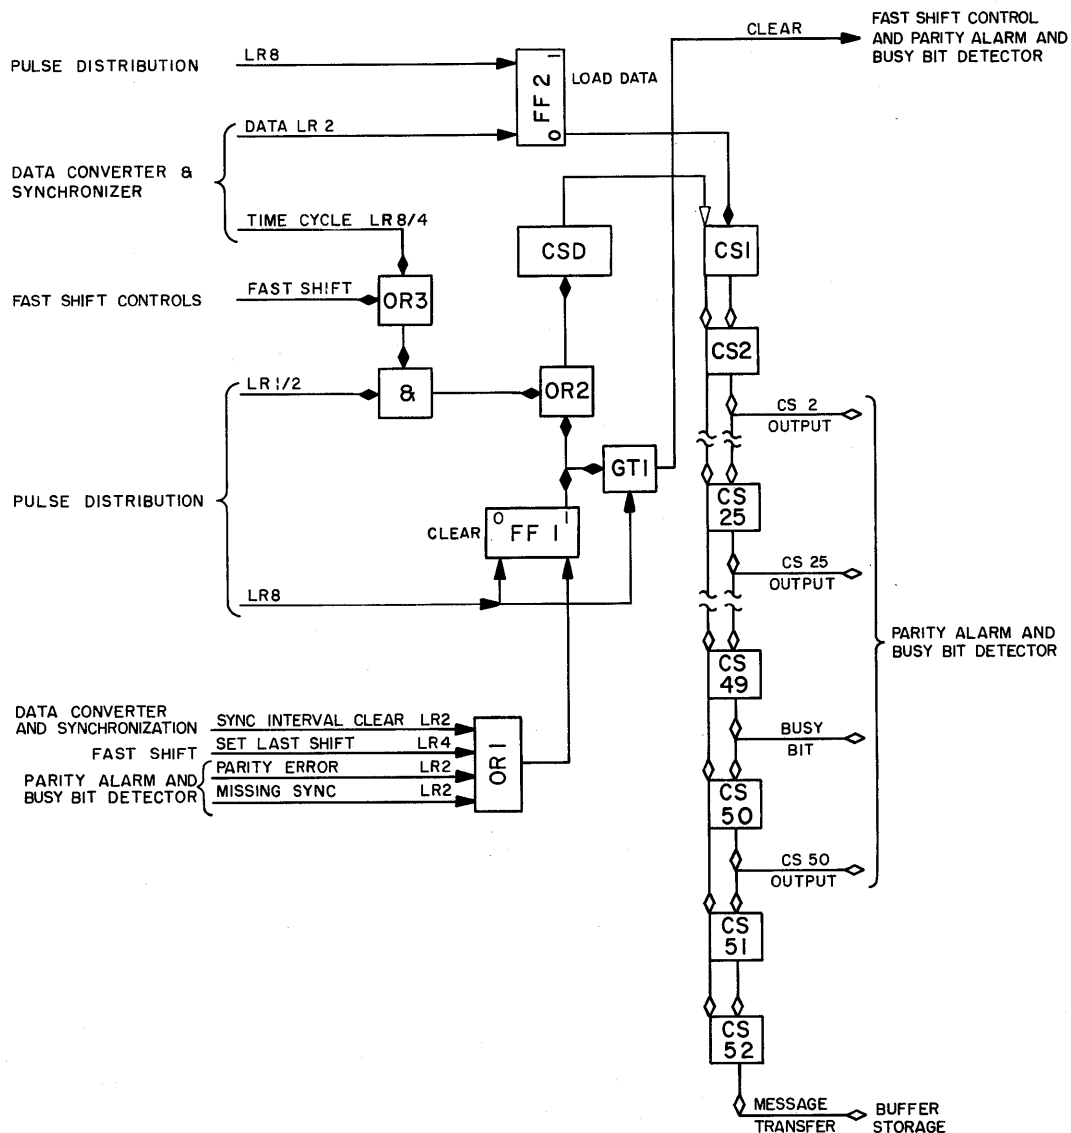 CLEAR
FAST SHIFT CONTROL
AND PARITY ALARM AND
BUSY BIT DETECTOR
PULSE DISTRIBUTION
LR8
FF2
1
0
LOAD DATA
DATA LR 2
DATA CONVERTER &
SYNCHRONIZER
TIME CYCLE LR8/4
CSD
CS1
FAST SHIFT CONTROLS
FAST SHIFT
OR3
CS2
LR1/2
&
OR2
CS 2
OUTPUT
GT1
CS
25
PULSE DISTRIBUTION
CLEAR
0
1
FF 1
CS 25
OUTPUT
LR8
PARITY ALARM AND
BUSY BIT DETECTOR
CS
49
DATA CONVERTER
AND SYNCHRONIZATION
SYNC INTERVAL CLEAR LR2
FAST SHIFT
SET LAST SHIFT LR4
PARITY ALARM AND
BUSY BIT DETECTOR
PARITY ERROR LR2
MISSING SYNC LR2
OR 1
BUSY
BIT
CS
50
CS 50
OUTPUT
CS
51
CS
52
MESSAGE
TRANSFER
BUFFER
STORAGE